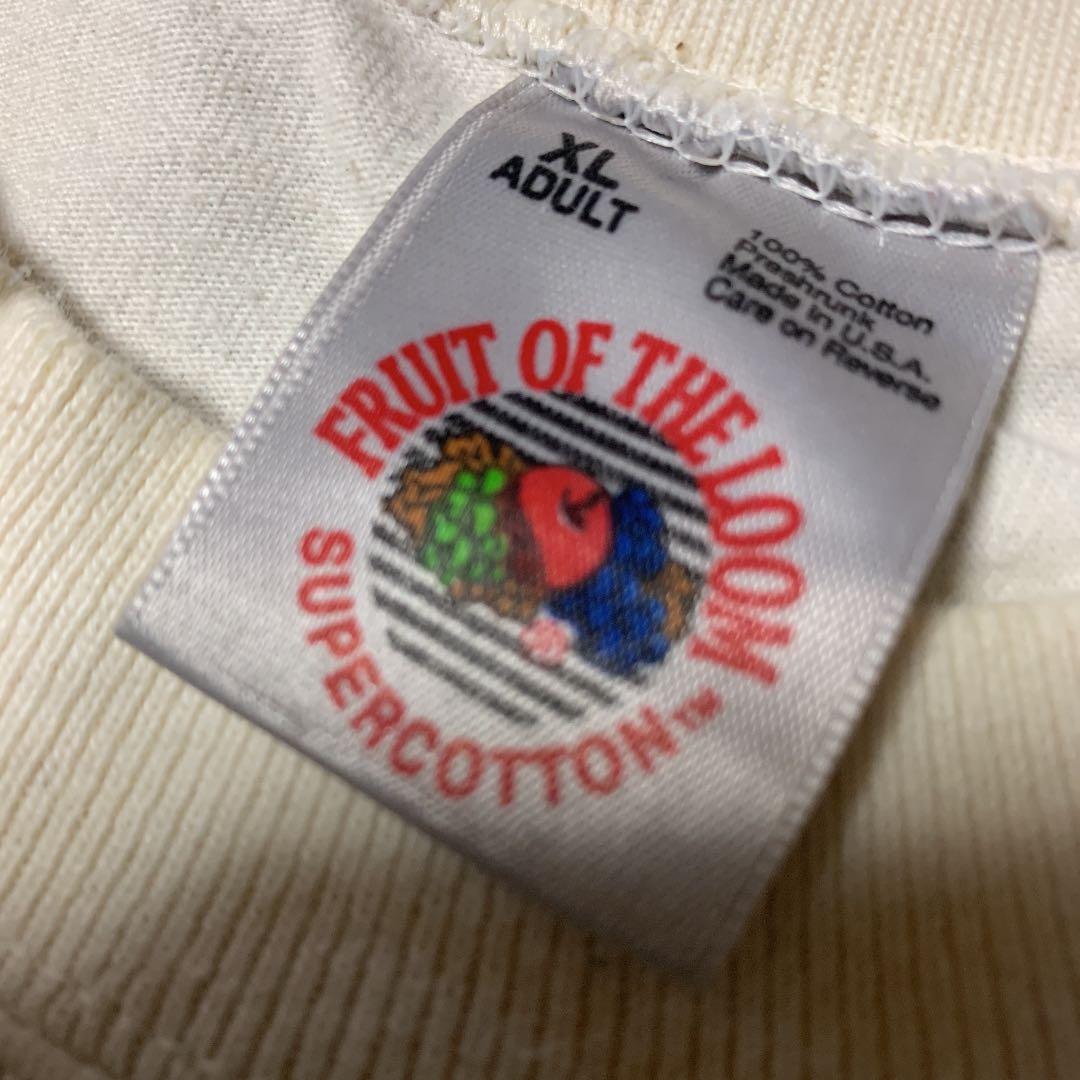 XL
ADULT
100% Cotton
Preshrunk
Made in U.S.A.
Care on Reverse
FRUIT OF THE LOOM
SUPERCOTTON™